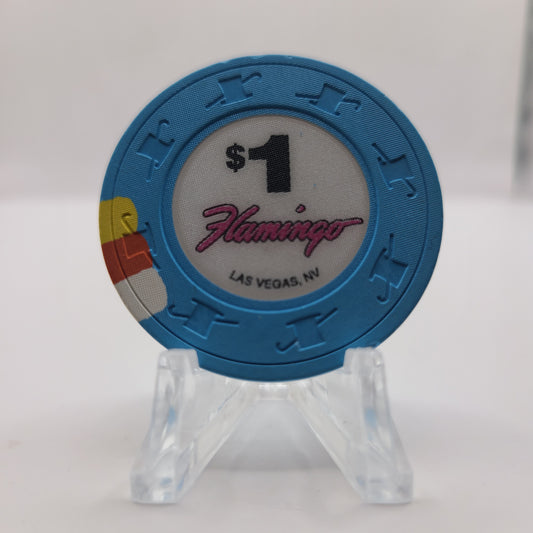 $1
Flamingo
LAS VEGAS, NV